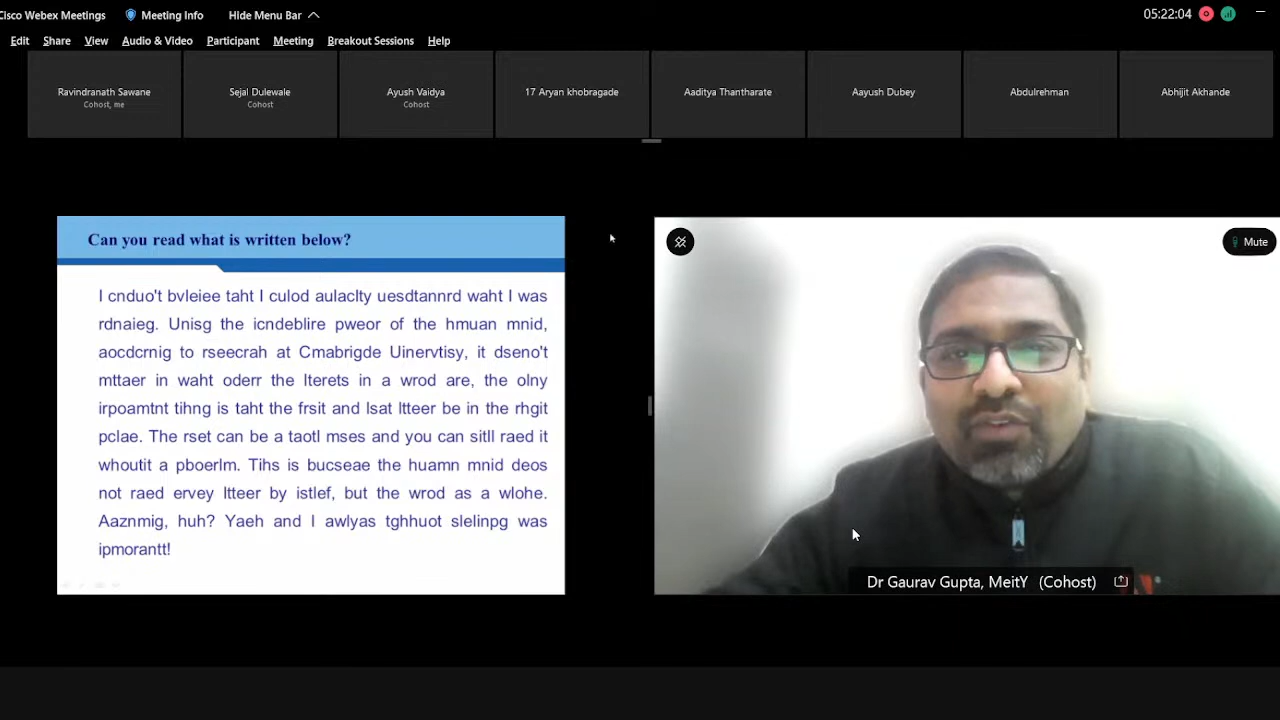 Cisco Webex Meetings Meeting Info Hide Menu Bar 05:22:04
Edit Share View Audio & Video Participant Meeting Breakout Sessions Help
Ravindranath Sawane Sejal Dulewale Ayush Vaidya 17 Aryan khobragade Aaditya Thantharate Aayush Dubey Abdulrehman Abhijit Akhande
Cohost, me Cohost Cohost
Can you read what is written below?
I cnduo't bvleiee taht I culod aulaclty uesdtannrd waht I was
rdnaieg. Unisg the icndeblire pweor of the hmuan mnid,
aocdcrnig to rseecrah at Cmabrigde Uinervtisy, it dseno't
mttaer in waht oderr the lterets in a wrod are, the olny
irpoamtnt tihng is taht the frsit and lsat ltteer be in the rhgit
pclae. The rset can be a taotl mses and you can sitll raed it
whoutit a pboerlm. Tihs is bucseae the huamn mnid deos
not raed ervey ltteer by istlef, but the wrod as a wlohe.
Aaznmig, huh? Yaeh and I awlyas tghhuot slelinpg was
ipmorantt!
Mute
Dr Gaurav Gupta, MeitY (Cohost)